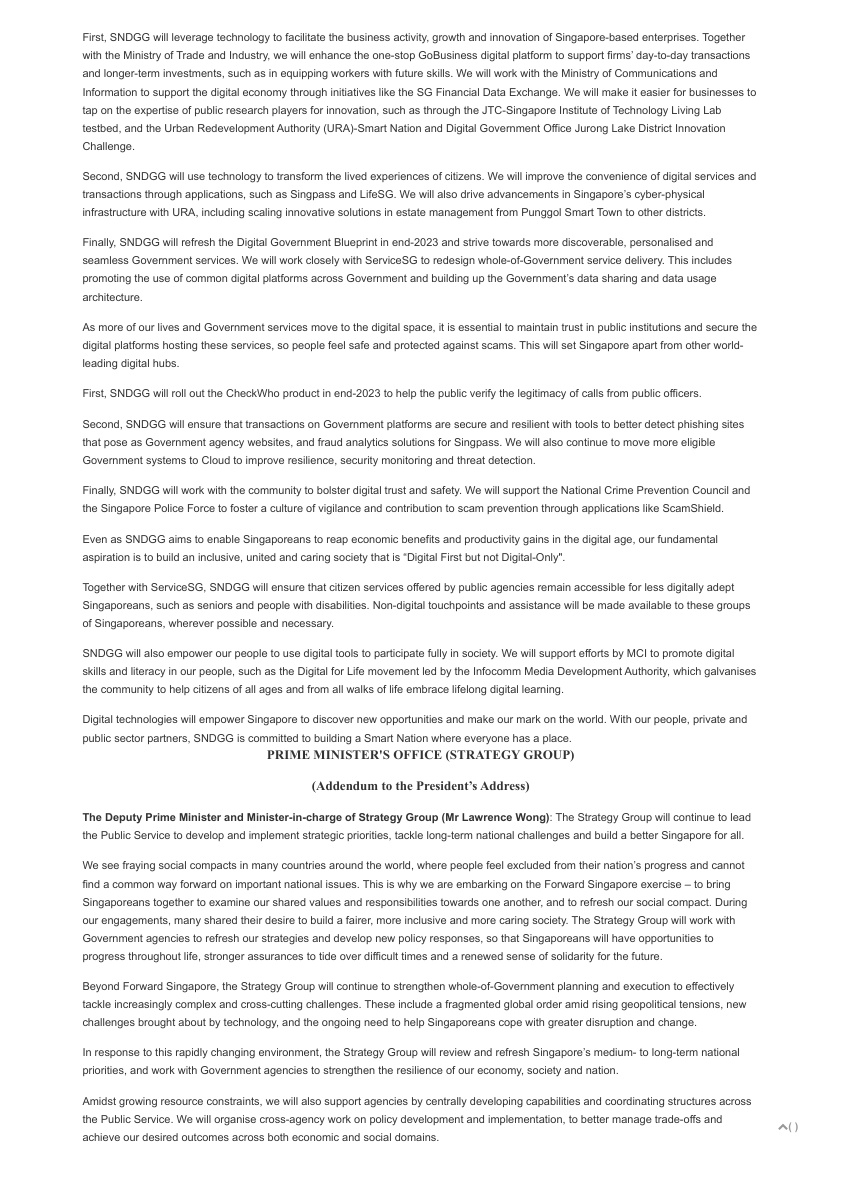 First, SNDGG will leverage technology to facilitate the business activity, growth and innovation of Singapore-based enterprises. Together
with the Ministry of Trade and Industry, we will enhance the one-stop GoBusiness digital platform to support firms’ day-to-day transactions
and longer-term investments, such as in equipping workers with future skills. We will work with the Ministry of Communications and
Information to support the digital economy through initiatives like the SG Financial Data Exchange. We will make it easier for businesses to
tap on the expertise of public research players for innovation, such as through the JTC-Singapore Institute of Technology Living Lab
testbed, and the Urban Redevelopment Authority (URA)-Smart Nation and Digital Government Office Jurong Lake District Innovation
Challenge.
Second, SNDGG will use technology to transform the lived experiences of citizens. We will improve the convenience of digital services and
transactions through applications, such as Singpass and LifeSG. We will also drive advancements in Singapore’s cyber-physical
infrastructure with URA, including scaling innovative solutions in estate management from Punggol Smart Town to other districts.
Finally, SNDGG will refresh the Digital Government Blueprint in end-2023 and strive towards more discoverable, personalised and
seamless Government services. We will work closely with ServiceSG to redesign whole-of-Government service delivery. This includes
promoting the use of common digital platforms across Government and building up the Government’s data sharing and data usage
architecture.
As more of our lives and Government services move to the digital space, it is essential to maintain trust in public institutions and secure the
digital platforms hosting these services, so people feel safe and protected against scams. This will set Singapore apart from other world-
leading digital hubs.
First, SNDGG will roll out the CheckWho product in end-2023 to help the public verify the legitimacy of calls from public officers.
Second, SNDGG will ensure that transactions on Government platforms are secure and resilient with tools to better detect phishing sites
that pose as Government agency websites, and fraud analytics solutions for Singpass. We will also continue to move more eligible
Government systems to Cloud to improve resilience, security monitoring and threat detection.
Finally, SNDGG will work with the community to bolster digital trust and safety. We will support the National Crime Prevention Council and
the Singapore Police Force to foster a culture of vigilance and contribution to scam prevention through applications like ScamShield.
Even as SNDGG aims to enable Singaporeans to reap economic benefits and productivity gains in the digital age, our fundamental
aspiration is to build an inclusive, united and caring society that is “Digital First but not Digital-Only”.
Together with ServiceSG, SNDGG will ensure that citizen services offered by public agencies remain accessible for less digitally adept
Singaporeans, such as seniors and people with disabilities. Non-digital touchpoints and assistance will be made available to these groups
of Singaporeans, wherever possible and necessary.
SNDGG will also empower our people to use digital tools to participate fully in society. We will support efforts by MCI to promote digital
skills and literacy in our people, such as the Digital for Life movement led by the Infocomm Media Development Authority, which galvanises
the community to help citizens of all ages and from all walks of life embrace lifelong digital learning.
Digital technologies will empower Singapore to discover new opportunities and make our mark on the world. With our people, private and
public sector partners, SNDGG is committed to building a Smart Nation where everyone has a place.
PRIME MINISTER'S OFFICE (STRATEGY GROUP)
(Addendum to the President’s Address)
The Deputy Prime Minister and Minister-in-charge of Strategy Group (Mr Lawrence Wong): The Strategy Group will continue to lead
the Public Service to develop and implement strategic priorities, tackle long-term national challenges and build a better Singapore for all.
We see fraying social compacts in many countries around the world, where people feel excluded from their nation’s progress and cannot
find a common way forward on important national issues. This is why we are embarking on the Forward Singapore exercise – to bring
Singaporeans together to examine our shared values and responsibilities towards one another, and to refresh our social compact. During
our engagements, many shared their desire to build a fairer, more inclusive and more caring society. The Strategy Group will work with
Government agencies to refresh our strategies and develop new policy responses, so that Singaporeans will have opportunities to
progress throughout life, stronger assurances to tide over difficult times and a renewed sense of solidarity for the future.
Beyond Forward Singapore, the Strategy Group will continue to strengthen whole-of-Government planning and execution to effectively
tackle increasingly complex and cross-cutting challenges. These include a fragmented global order amid rising geopolitical tensions, new
challenges brought about by technology, and the ongoing need to help Singaporeans cope with greater disruption and change.
In response to this rapidly changing environment, the Strategy Group will review and refresh Singapore’s medium- to long-term national
priorities, and work with Government agencies to strengthen the resilience of our economy, society and nation.
Amidst growing resource constraints, we will also support agencies by centrally developing capabilities and coordinating structures across
the Public Service. We will organise cross-agency work on policy development and implementation, to better manage trade-offs and
achieve our desired outcomes across both economic and social domains.
( )